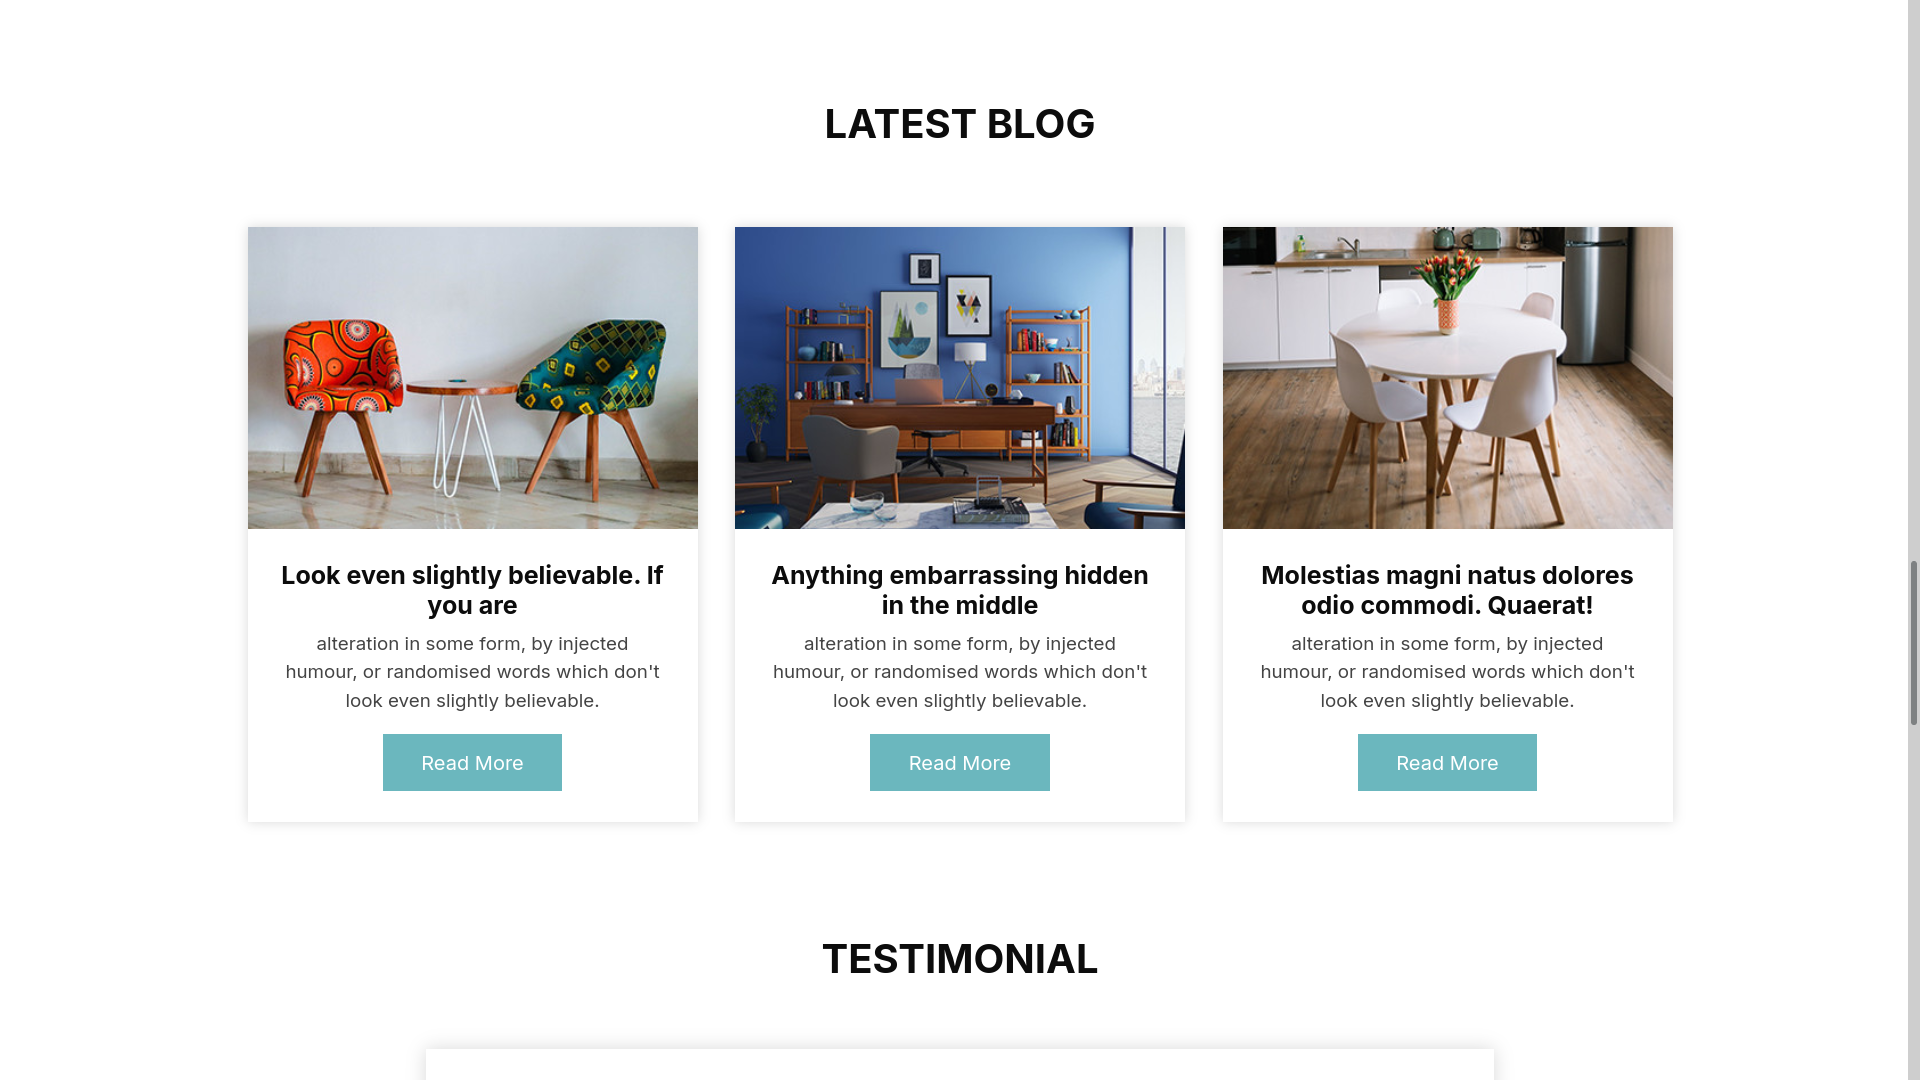 LATEST BLOG
Look even slightly believable. If
you are
alteration in some form, by injected
humour, or randomised words which don't
look even slightly believable.
Read More
Anything embarrassing hidden
in the middle
alteration in some form, by injected
humour, or randomised words which don't
look even slightly believable.
Read More
Molestias magni natus dolores
odio commodi. Quaerat!
alteration in some form, by injected
humour, or randomised words which don't
look even slightly believable.
Read More
TESTIMONIAL